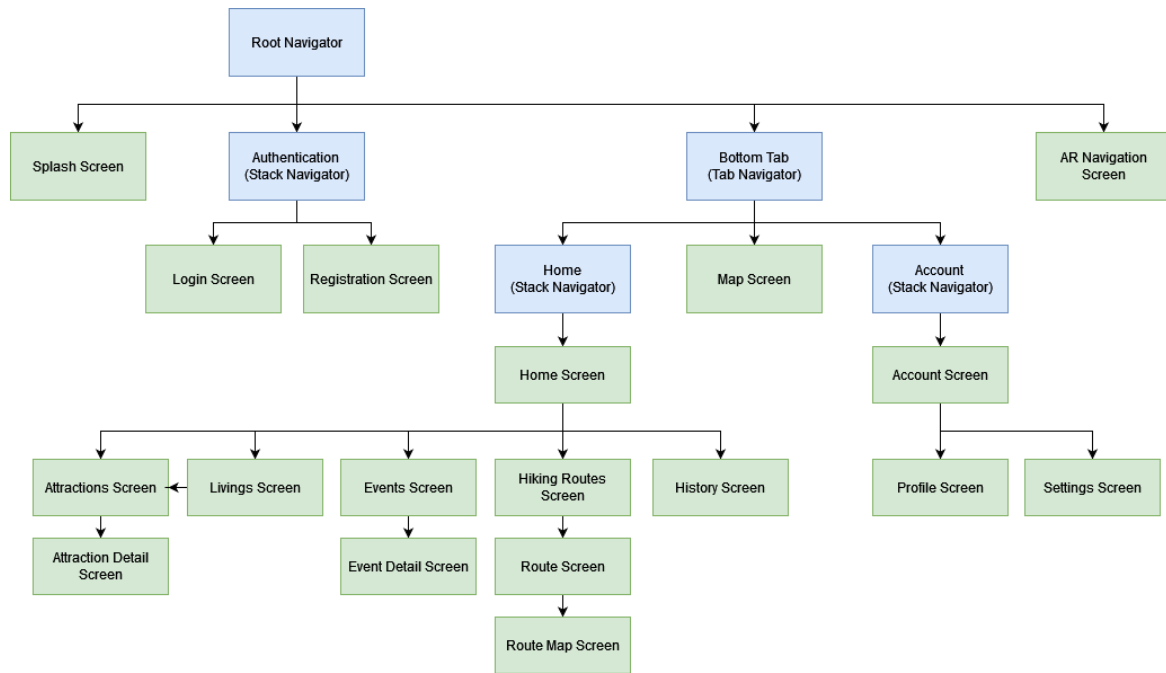 Root Navigator
Splash Screen
Authentication
(Stack Navigator)
Bottom Tab
(Tab Navigator)
AR Navigation
Screen
Login Screen
Registration Screen
Home
(Stack Navigator)
Map Screen
Account
(Stack Navigator)
Home Screen
Account Screen
Attractions Screen
Livings Screen
Events Screen
Hiking Routes
Screen
History Screen
Profile Screen
Settings Screen
Attraction Detail
Screen
Event Detail Screen
Route Screen
Route Map Screen